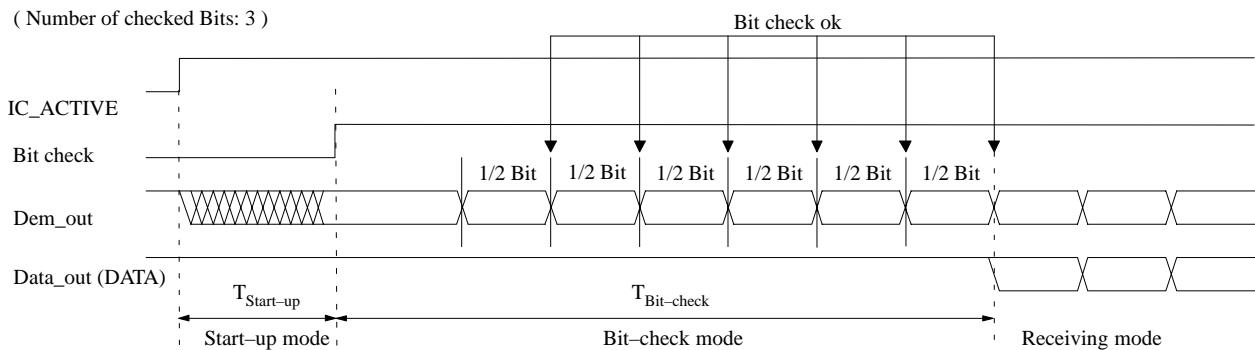 ( Number of checked Bits: 3 )
Bit check ok
IC_ACTIVE
Bit check
1/2 Bit 1/2 Bit 1/2 Bit 1/2 Bit 1/2 Bit 1/2 Bit
Dem_out
Data_out (DATA)
TStart–up TBit–check
Start–up mode Bit–check mode Receiving mode